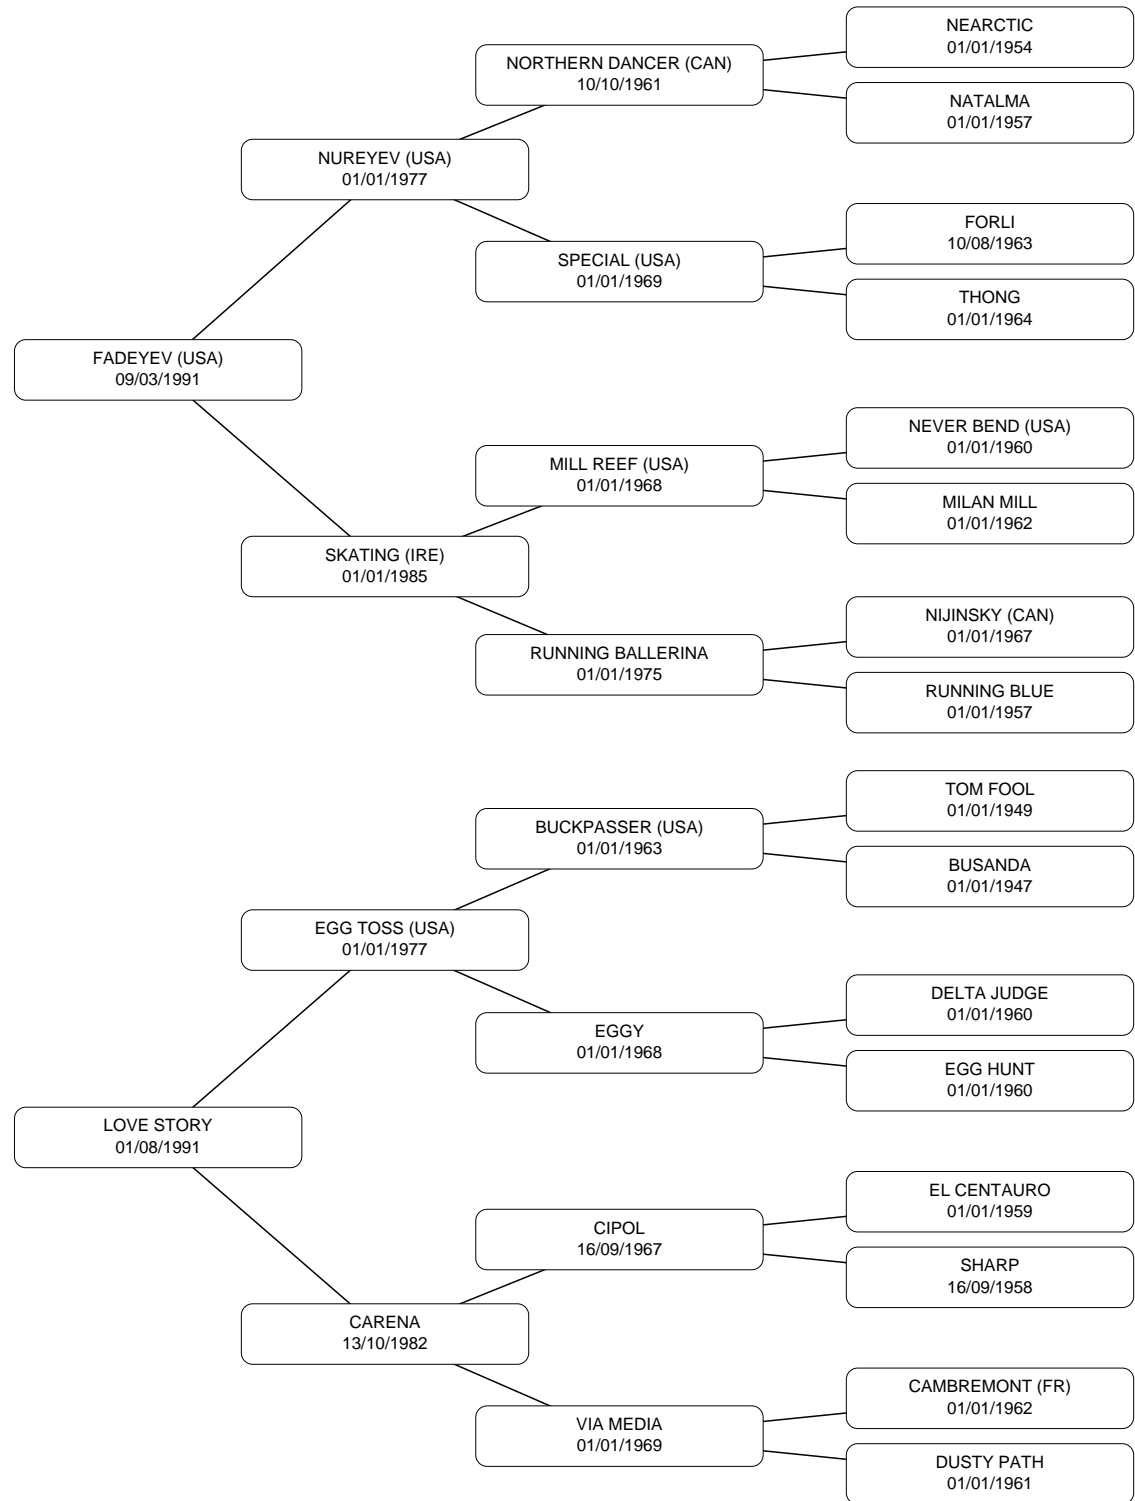 NEARCTIC
01/01/1954
NORTHERN DANCER (CAN)
10/10/1961
NATALMA
01/01/1957
NUREYEV (USA)
01/01/1977
FORLI
10/08/1963
SPECIAL (USA)
01/01/1969
THONG
01/01/1964
FADEYEV (USA)
09/03/1991
NEVER BEND (USA)
01/01/1960
MILL REEF (USA)
01/01/1968
MILAN MILL
01/01/1962
SKATING (IRE)
01/01/1985
NIJINSKY (CAN)
01/01/1967
RUNNING BALLERINA
01/01/1975
RUNNING BLUE
01/01/1957
TOM FOOL
01/01/1949
BUCKPASSER (USA)
01/01/1963
BUSANDA
01/01/1947
EGG TOSS (USA)
01/01/1977
DELTA JUDGE
01/01/1960
EGGY
01/01/1968
EGG HUNT
01/01/1960
LOVE STORY
01/08/1991
EL CENTAURO
01/01/1959
CIPOL
16/09/1967
SHARP
16/09/1958
CARENA
13/10/1982
CAMBREMONT (FR)
01/01/1962
VIA MEDIA
01/01/1969
DUSTY PATH
01/01/1961